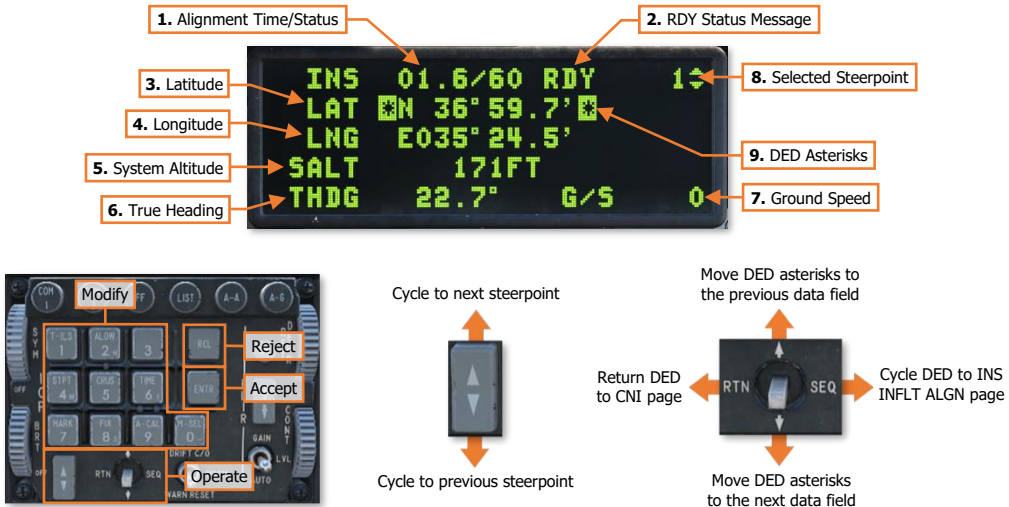 1. Alignment Time/Status
2. RDY Status Message
INS 01.6/60 RDY 1
3. Latitude
LAT *N 36°59.7’*
8. Selected Steerpoint
4. Longitude
LNG E035°24.5’
9. DED Asterisks
5. System Altitude
SALT 171FT
6. True Heading
THDG 22.7° G/S 0
7. Ground Speed
COM
1
Modify
FF
LIST
A-A
A-G
T-ILS
1
ALOW
2 N
3
RCL
Reject
STPT
4 W
CRUS
5
TIME
6 E
ENTR
Accept
MARK
7
FIX
8 S
A-CAL
9
M-SEL
0
SYM
ICP
BRT
OFF
OFF
CONT
GAIN
LVL
AUTO
DRIFT C/O
RTN
SEQ
Operate
WARN RESET
Cycle to next steerpoint
Cycle to previous steerpoint
Move DED asterisks to
the previous data field
Return DED
to CNI page
RTN
SEQ
Cycle DED to INS
INFLT ALGN page
Move DED asterisks
to the next data field